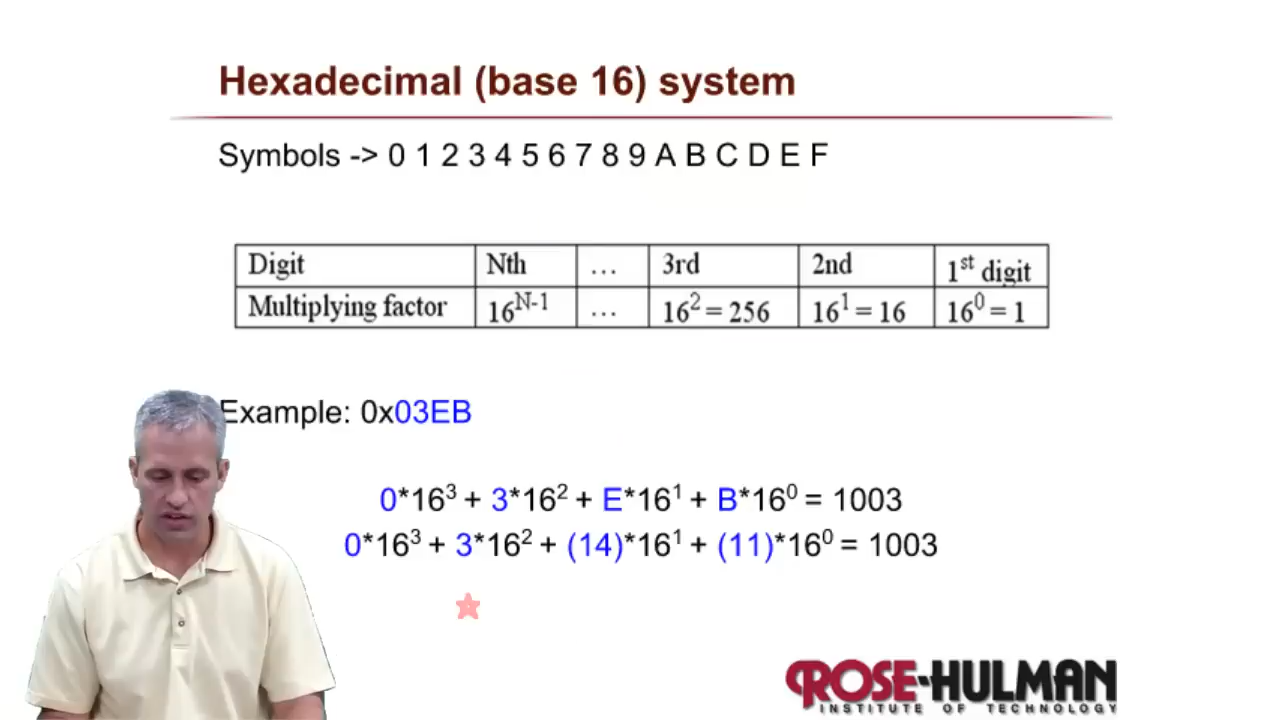 Hexadecimal (base 16) system
Symbols -> 0 1 2 3 4 5 6 7 8 9 A B C D E F
Digit Nth ... 3rd 2nd 1st digit
Multiplying factor 16^N-1 ... 16^2 = 256 16^1 = 16 16^0 = 1
Example: 0x03EB
0*16^3 + 3*16^2 + E*16^1 + B*16^0 = 1003
0*16^3 + 3*16^2 + (14)*16^1 + (11)*16^0 = 1003
ROSE-HULMAN
INSTITUTE OF TECHNOLOGY